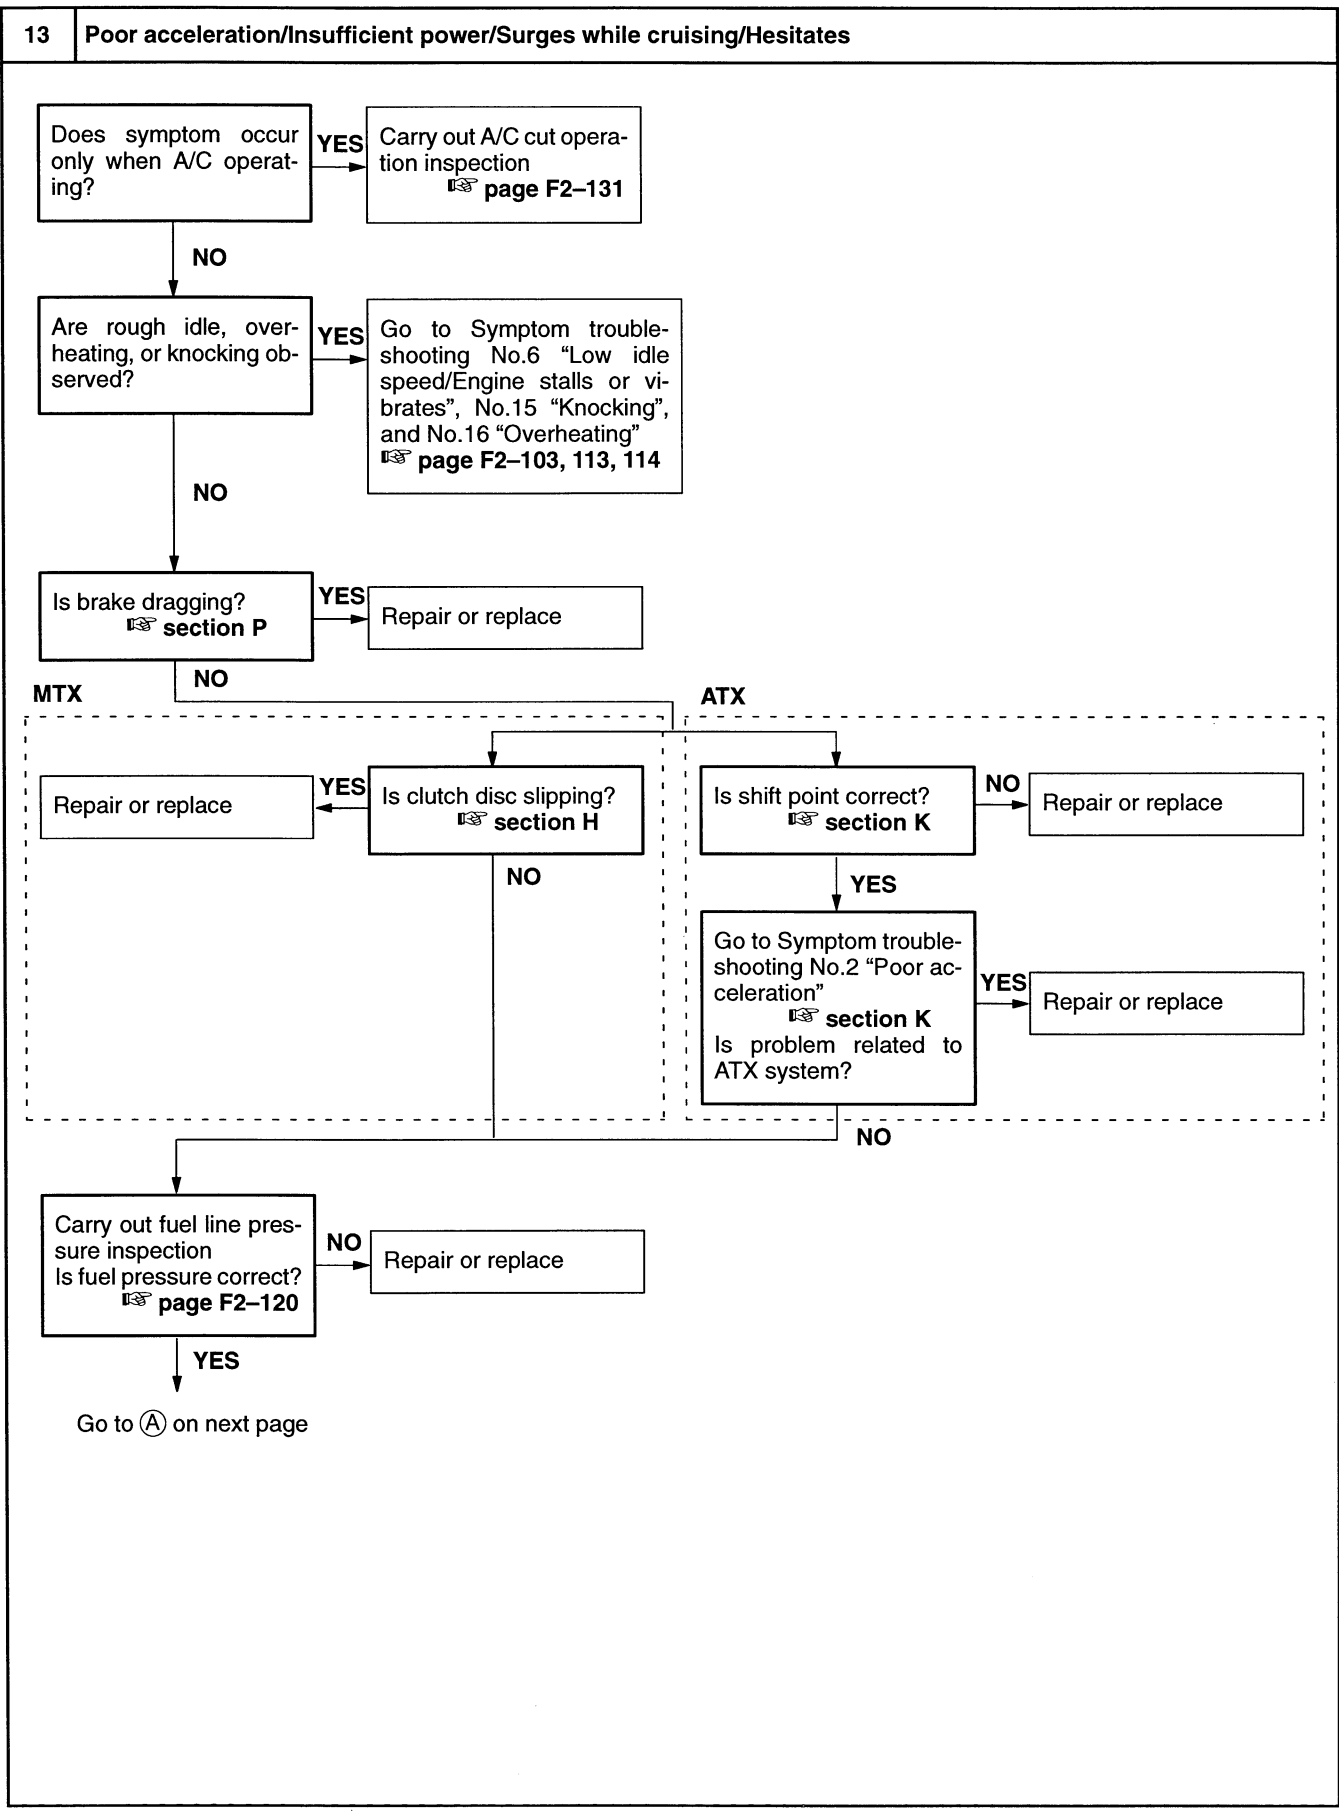 13
Poor acceleration/Insufficient power/Surges while cruising/Hesitates
Does symptom occur
only when A/C operat-
ing?
YES
Carry out A/C cut opera-
tion inspection
☞ page F2–131
NO
Are rough idle, over-
heating, or knocking ob-
served?
YES
Go to Symptom trouble-
shooting No.6 “Low idle
speed/Engine stalls or vi-
brates”, No.15 “Knocking”,
and No.16 “Overheating”
☞ page F2–103, 113, 114
NO
Is brake dragging?
☞ section P
YES
Repair or replace
NO
MTX
ATX
Repair or replace
YES
Is clutch disc slipping?
☞ section H
NO
Is shift point correct?
☞ section K
NO
Repair or replace
YES
Go to Symptom trouble-
shooting No.2 “Poor ac-
celeration”
☞ section K
Is problem related to
ATX system?
YES
Repair or replace
NO
Carry out fuel line pres-
sure inspection
Is fuel pressure correct?
☞ page F2–120
NO
Repair or replace
YES
Go to Ⓐ on next page